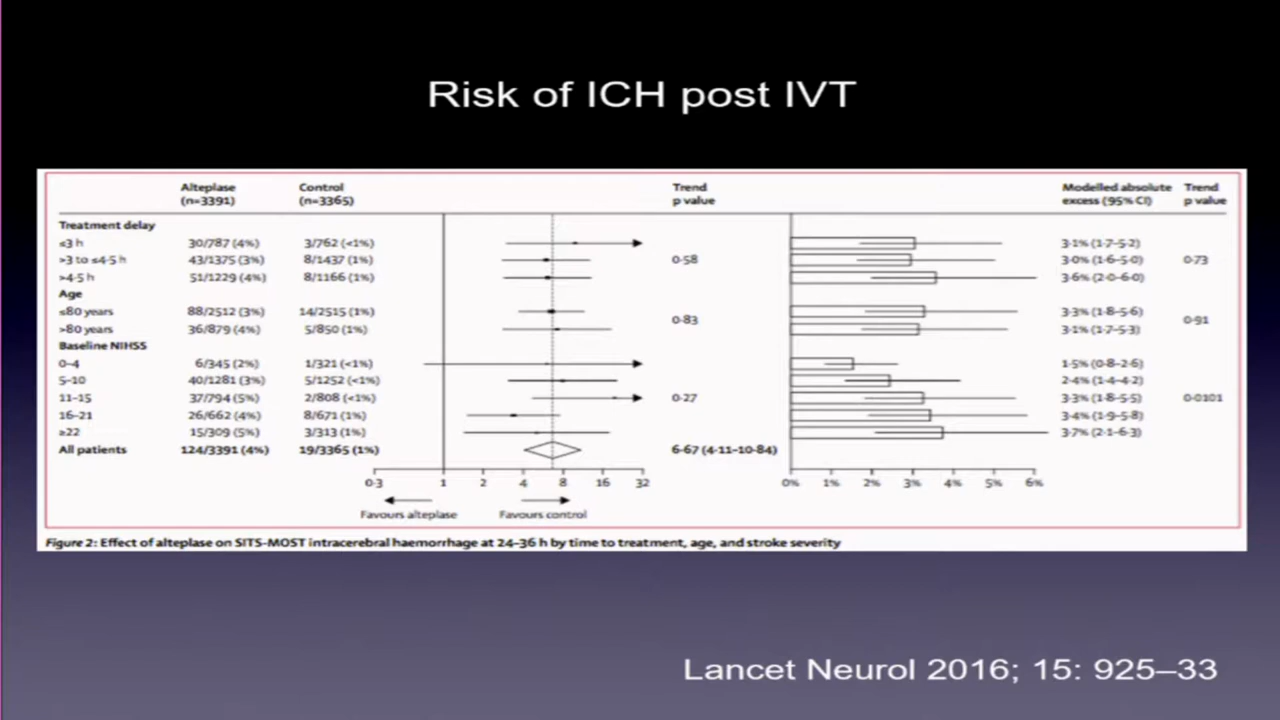 Risk of ICH post IVT
Alteplase (n=3391) Control (n=3365) Trend p value Modelled absolute excess (95% CI) Trend p value
Treatment delay
≤3 h 30/787 (4%) 3/762 (<1%) 3·1% (1·7–5·2)
>3 to ≤4·5 h 43/1375 (3%) 8/1437 (1%) 0·58 3·0% (1·6–5·0) 0·73
>4·5 h 51/1229 (4%) 8/1166 (1%) 3·6% (2·0–6·0)
Age
≤80 years 88/2512 (3%) 14/2515 (1%) 3·3% (1·8–5·6)
0·83 0·91
>80 years 36/879 (4%) 5/850 (1%) 3·1% (1·7–5·3)
Baseline NIHSS
0–4 6/345 (2%) 1/321 (<1%) 1·5% (0·8–2·6)
5–10 40/1281 (3%) 5/1252 (<1%) 2·4% (1·4–4·2)
11–15 37/794 (5%) 2/808 (<1%) 0·27 3·3% (1·8–5·5) 0·0101
16–21 26/662 (4%) 8/671 (1%) 3·4% (1·9–5·8)
≥22 15/309 (5%) 3/313 (1%) 3·7% (2·1–6·3)
All patients 124/3391 (4%) 19/3365 (1%) 6·67 (4·11–10·84)
0·3 1 2 4 8 16 32 0% 1% 2% 3% 4% 5% 6%
Favours alteplase Favours control
Figure 2: Effect of alteplase on SITS-MOST intracerebral haemorrhage at 24–36 h by time to treatment, age, and stroke severity
Lancet Neurol 2016; 15: 925–33